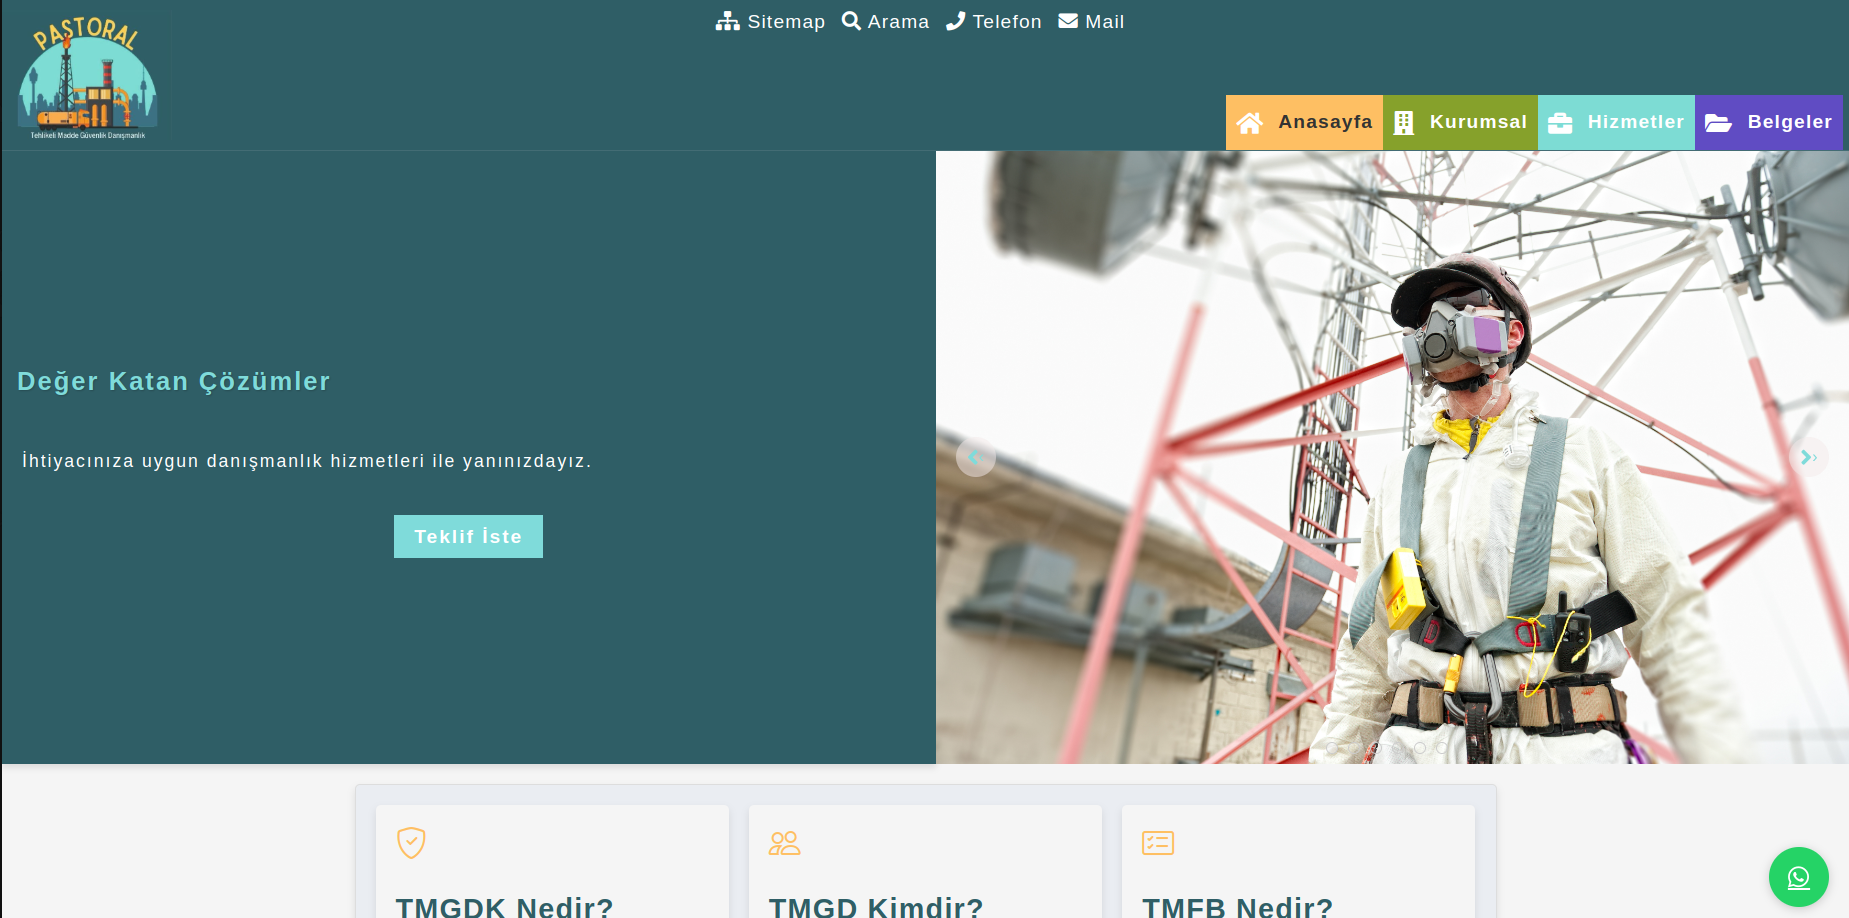 PASTORAL
Tehlikeli Madde Güvenlik Danışmanlık
Sitemap Arama Telefon Mail
Anasayfa Kurumsal Hizmetler Belgeler
Değer Katan Çözümler
İhtiyacınıza uygun danışmanlık hizmetleri ile yanınızdayız.
Teklif İste
TMGDK Nedir?
TMGD Kimdir?
TMFB Nedir?